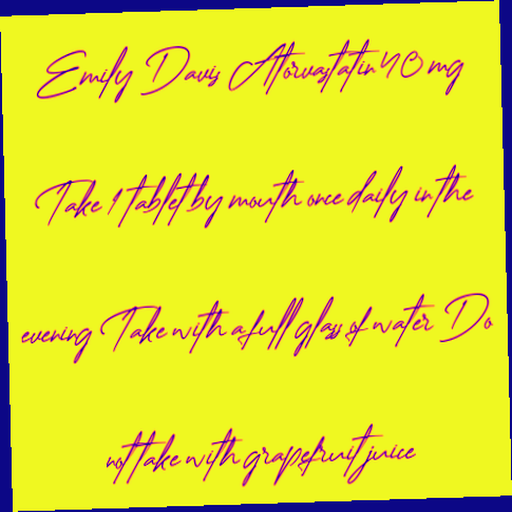 Emily Davis Atorvastatin 40 mg
Take 1 tablet by mouth once daily in the
evening Take with a full glass of water Do
not take with grapefruit juice